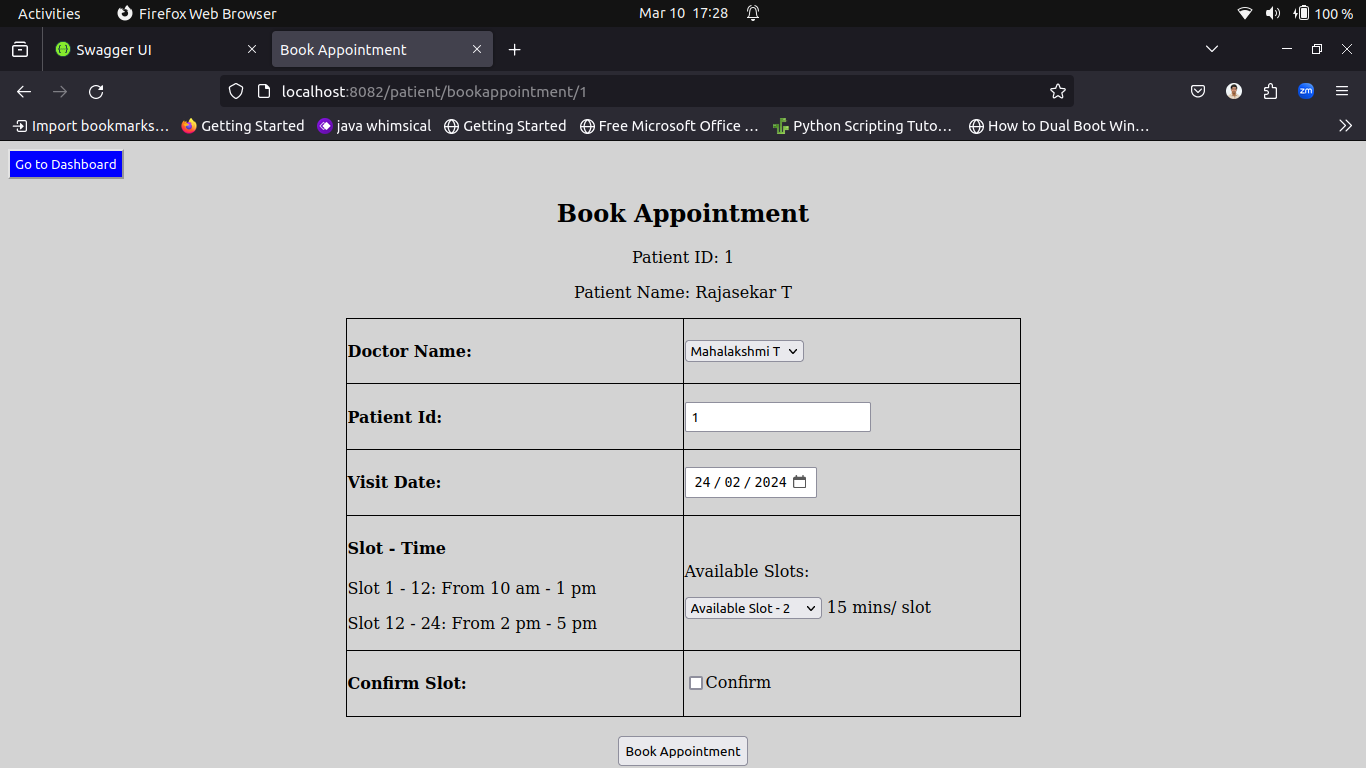 Activities Firefox Web Browser Mar 10 17:28 100 %
Swagger UI Book Appointment
localhost:8082/patient/bookappointment/1 zm
Import bookmarks… Getting Started java whimsical Getting Started Free Microsoft Office … Python Scripting Tuto… How to Dual Boot Win…
Go to Dashboard
Book Appointment
Patient ID: 1
Patient Name: Rajasekar T
Doctor Name: Mahalakshmi T
Patient Id: 1
Visit Date: 24 / 02 / 2024
Slot - Time
Slot 1 - 12: From 10 am - 1 pm
Slot 12 - 24: From 2 pm - 5 pm
Available Slots:
Available Slot - 2 15 mins/ slot
Confirm Slot: Confirm
Book Appointment